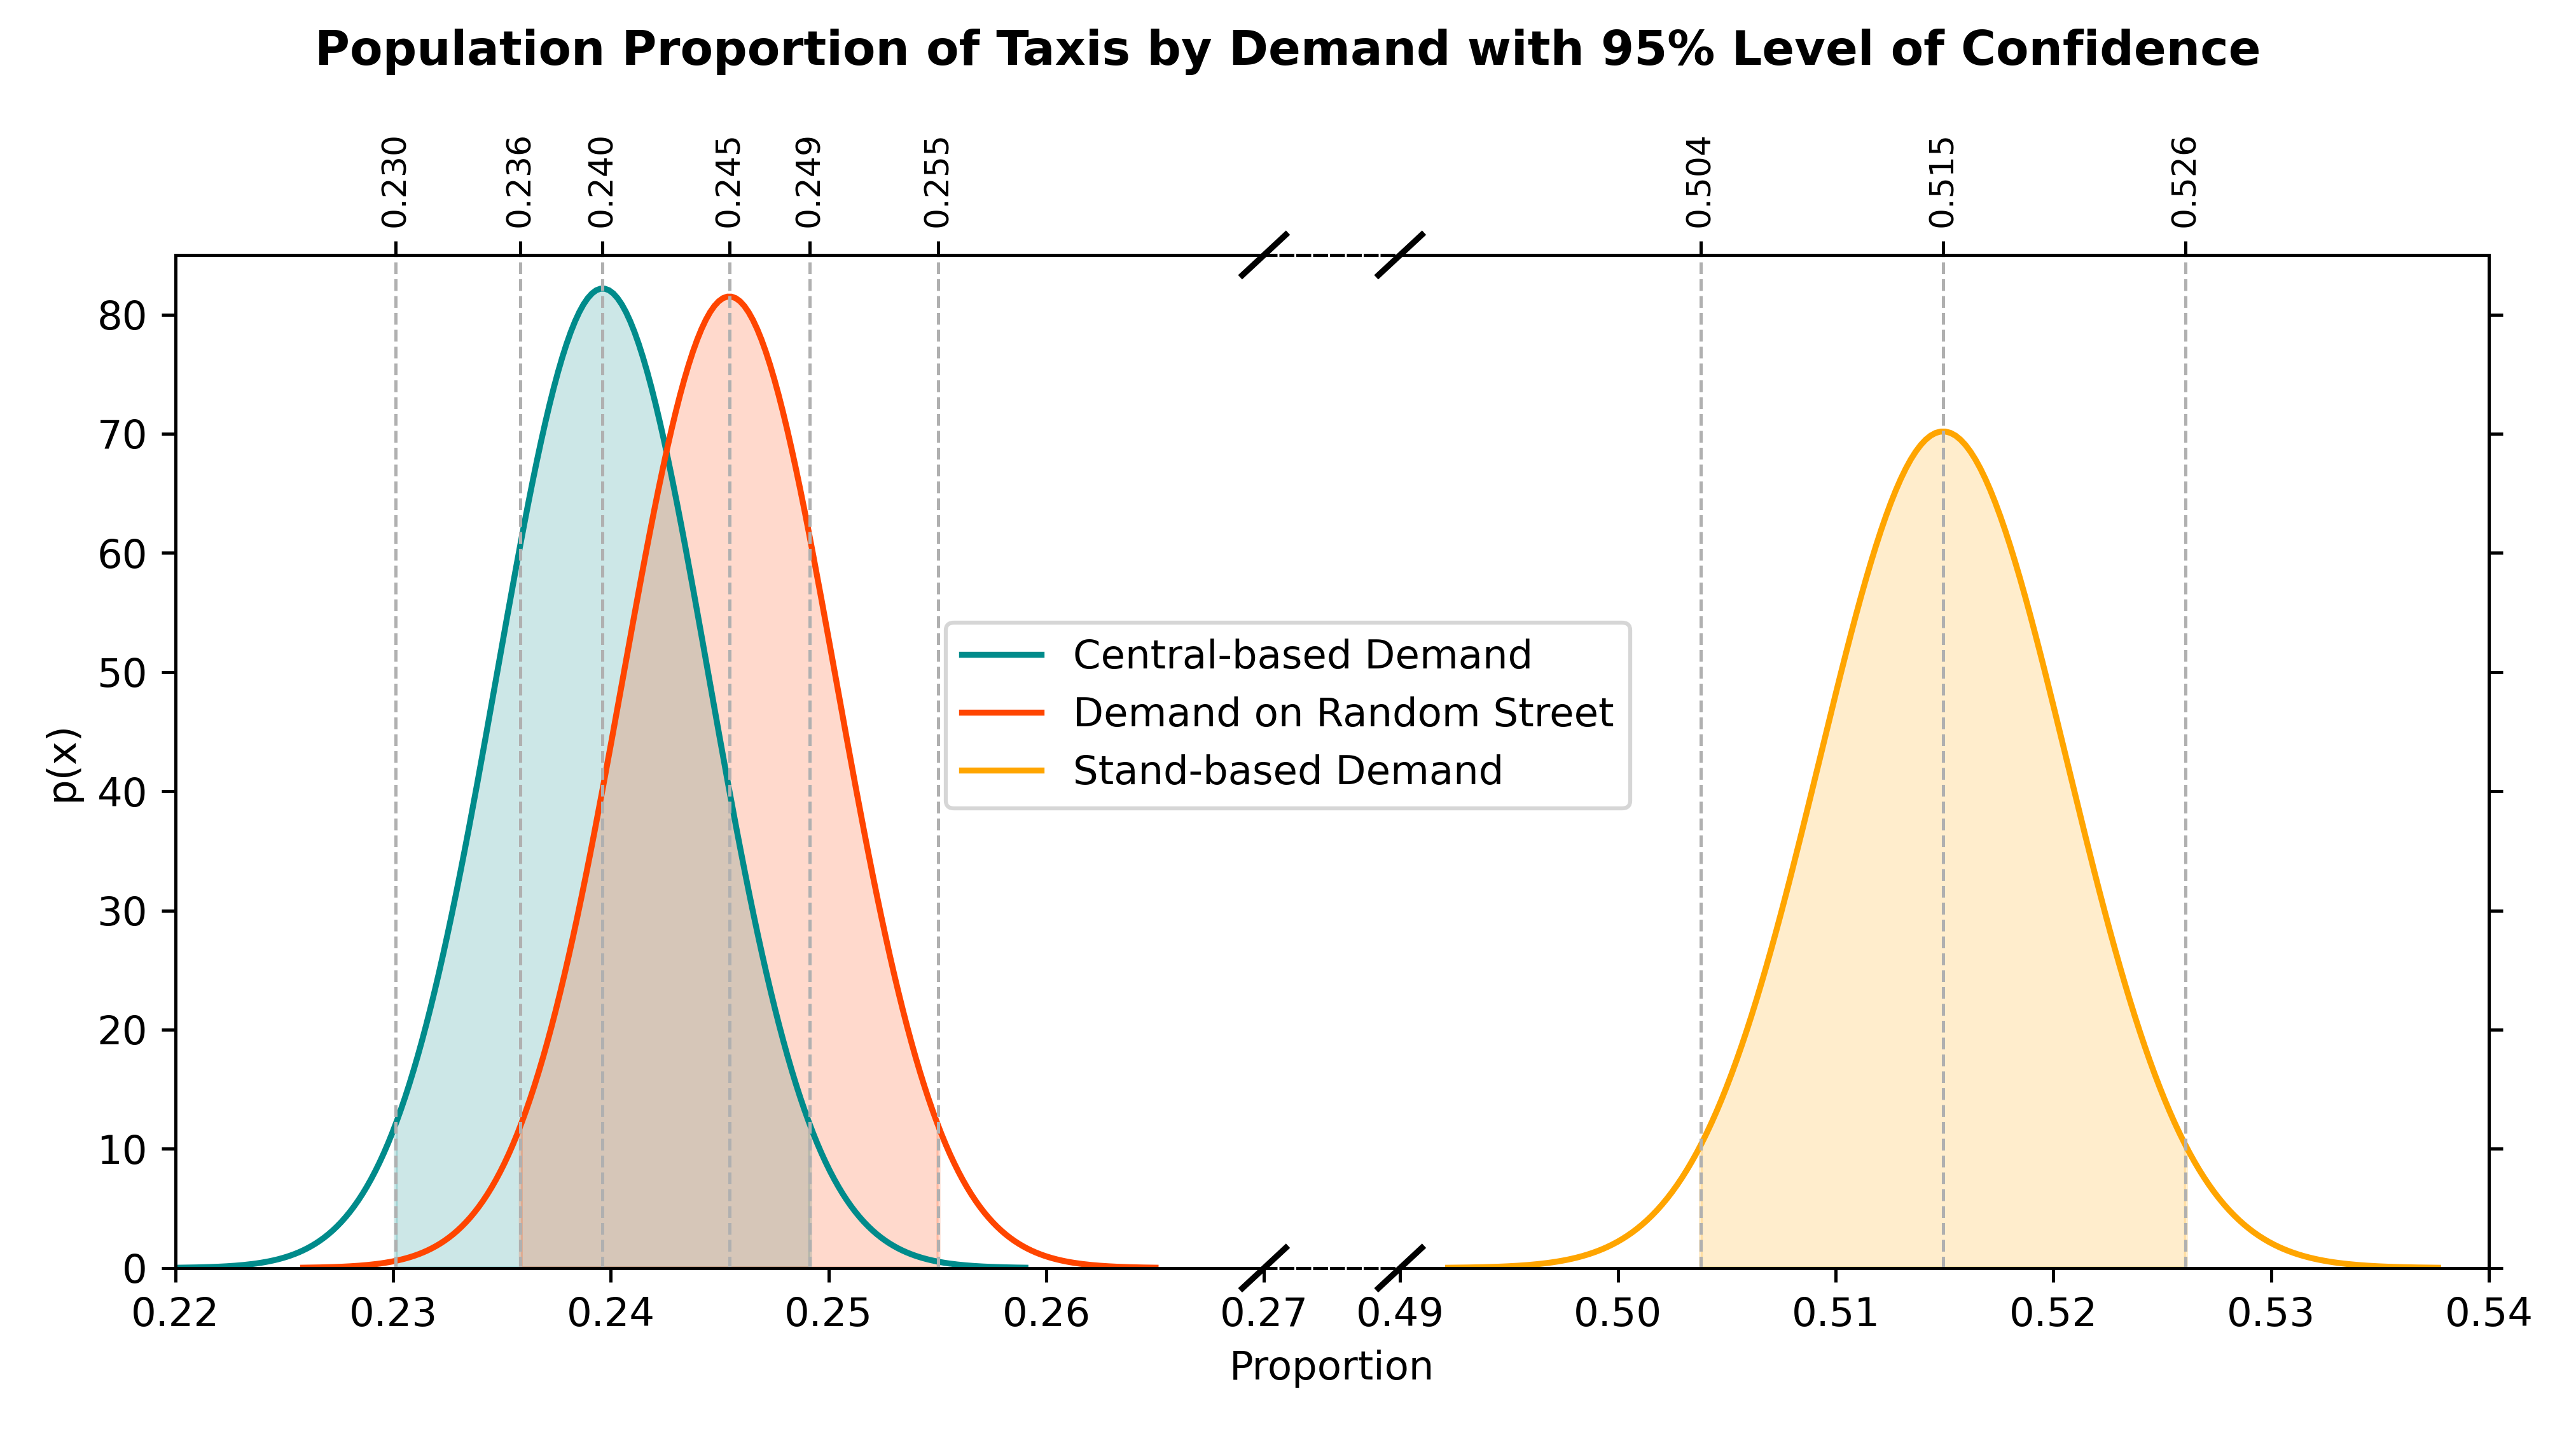 Population Proportion of Taxis by Demand with 95% Level of Confidence
0.230
0.236
0.240
0.245
0.249
0.255
0.504
0.515
0.526
80
70
60
50
40
30
20
10
0
p(x)
Central-based Demand
Demand on Random Street
Stand-based Demand
0.22 0.23 0.24 0.25 0.26 0.27 0.49 0.50 0.51 0.52 0.53 0.54
Proportion